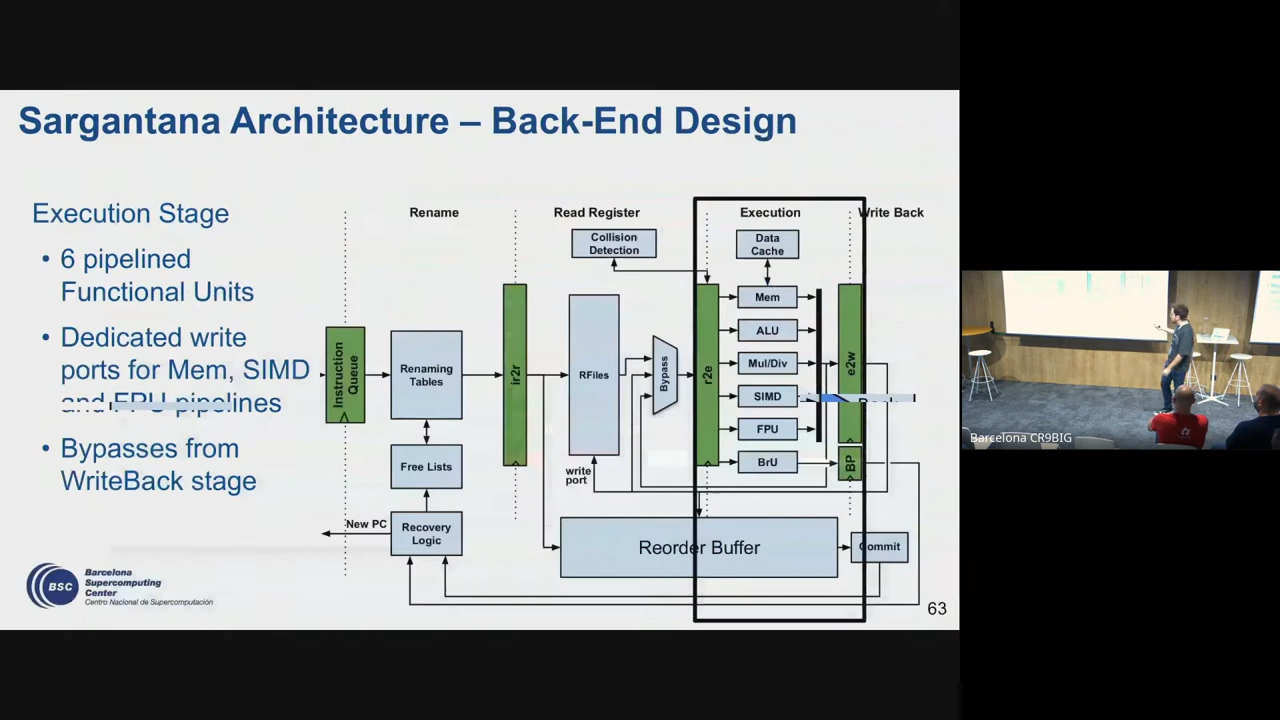 Sargantana Architecture – Back-End Design
Execution Stage
• 6 pipelined
Functional Units
• Dedicated write
ports for Mem, SIMD
and FPU pipelines
• Bypasses from
WriteBack stage
Rename
Read Register
Execution
Write Back
Collision
Detection
Data
Cache
Instruction
Queue
Renaming
Tables
Free Lists
Recovery
Logic
New PC
ir2r
RFiles
write
port
Bypass
r2e
Mem
ALU
Mul/Div
SIMD
FPU
BrU
e2w
BP
Reorder Buffer
Commit
BSC
Barcelona
Supercomputing
Center
Centro Nacional de Supercomputación
63
Barcelona CR9BIG